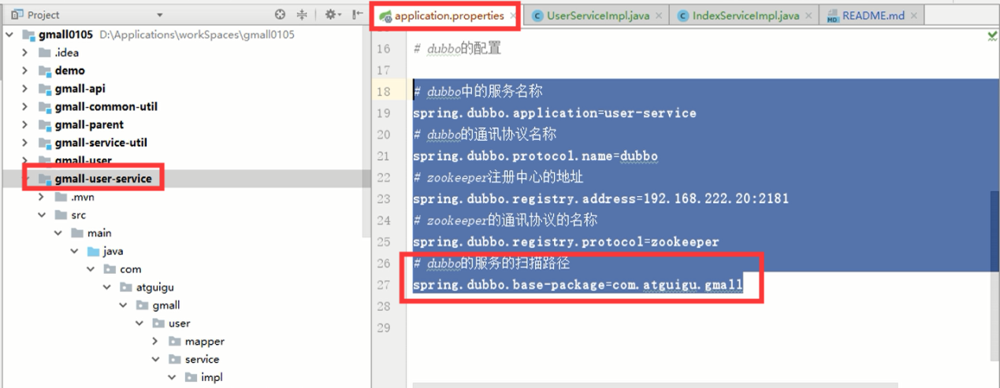 Project
gmall0105 D:\Applications\workSpaces\gmall0105
.idea
demo
gmall-api
gmall-common-util
gmall-parent
gmall-service-util
gmall-user
gmall-user-service
.mvn
src
main
java
com
atguigu
gmall
user
mapper
service
impl
application.properties UserServiceImpl.java IndexServiceImpl.java README.md
16 # dubbo的配置
17
18 # dubbo中的服务名称
19 spring.dubbo.application=user-service
20 # dubbo的通讯协议名称
21 spring.dubbo.protocol.name=dubbo
22 # zookeeper注册中心的地址
23 spring.dubbo.registry.address=192.168.222.20:2181
24 # zookeeper的通讯协议的名称
25 spring.dubbo.registry.protocol=zookeeper
26 # dubbo的服务的扫描路径
27 spring.dubbo.base-package=com.atguigu.gmall
28
29